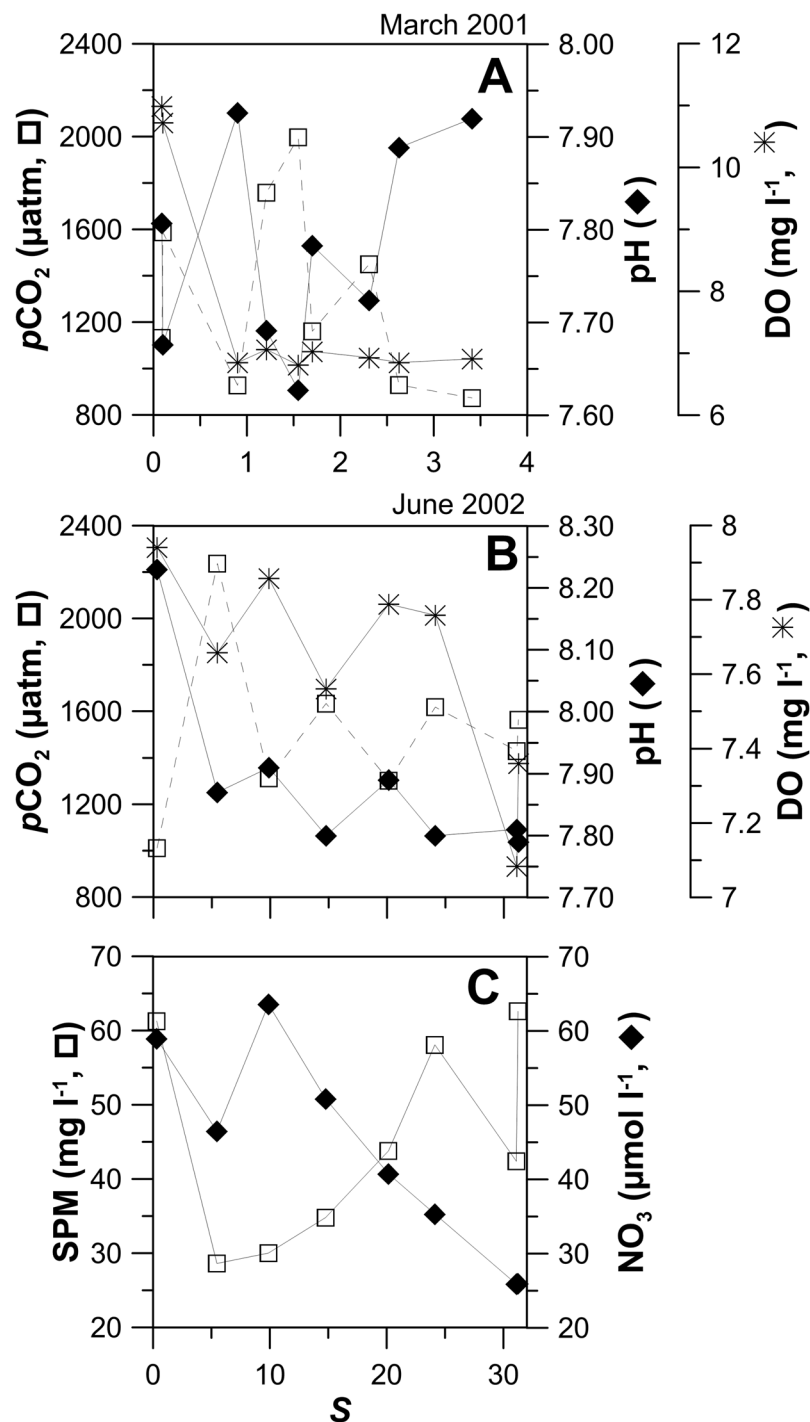 March 2001
A
2400
2000
1600
1200
800
pCO₂ (µatm, □)
8.00
7.90
7.80
7.70
7.60
pH (◆)
12
10
8
6
DO (mg l⁻¹, ✳)
0 1 2 3 4
June 2002
B
2400
2000
1600
1200
800
pCO₂ (µatm, □)
8.30
8.20
8.10
8.00
7.90
7.80
7.70
pH (◆)
8
7.8
7.6
7.4
7.2
7
DO (mg l⁻¹, ✳)
C
70
60
50
40
30
20
SPM (mg l⁻¹, □)
70
60
50
40
30
20
NO₃ (µmol l⁻¹, ◆)
0 10 20 30
S